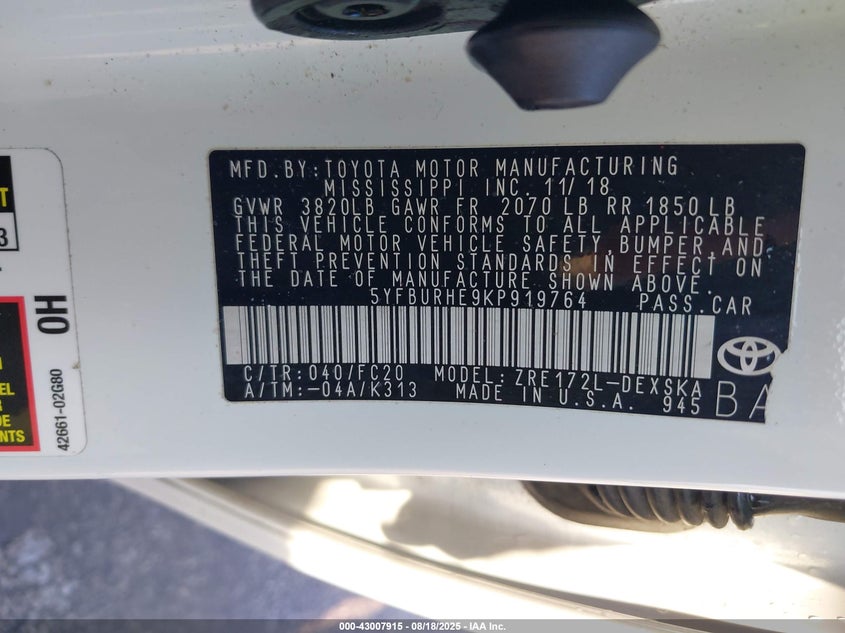 MFD.BY:TOYOTA MOTOR MANUFACTURING
MISSISSIPPI INC. 11/18
GVWR 3820LB GAWR FR 2070 LB RR 1850 LB
THIS VEHICLE CONFORMS TO ALL APPLICABLE
FEDERAL MOTOR VEHICLE SAFETY, BUMPER, AND
THEFT PREVENTION STANDARDS IN EFFECT ON
THE DATE OF MANUFACTURE SHOWN ABOVE.
5YFBURHE9KP919764 PASS.CAR
C/TR: 040/FC20 MODEL: ZRE172L-DEXSKA
A/TM: -04A/K313 MADE IN U.S.A. 945
BA
3
OH
42661-02G80
000-43007915 - 08/18/2025 - IAA Inc.